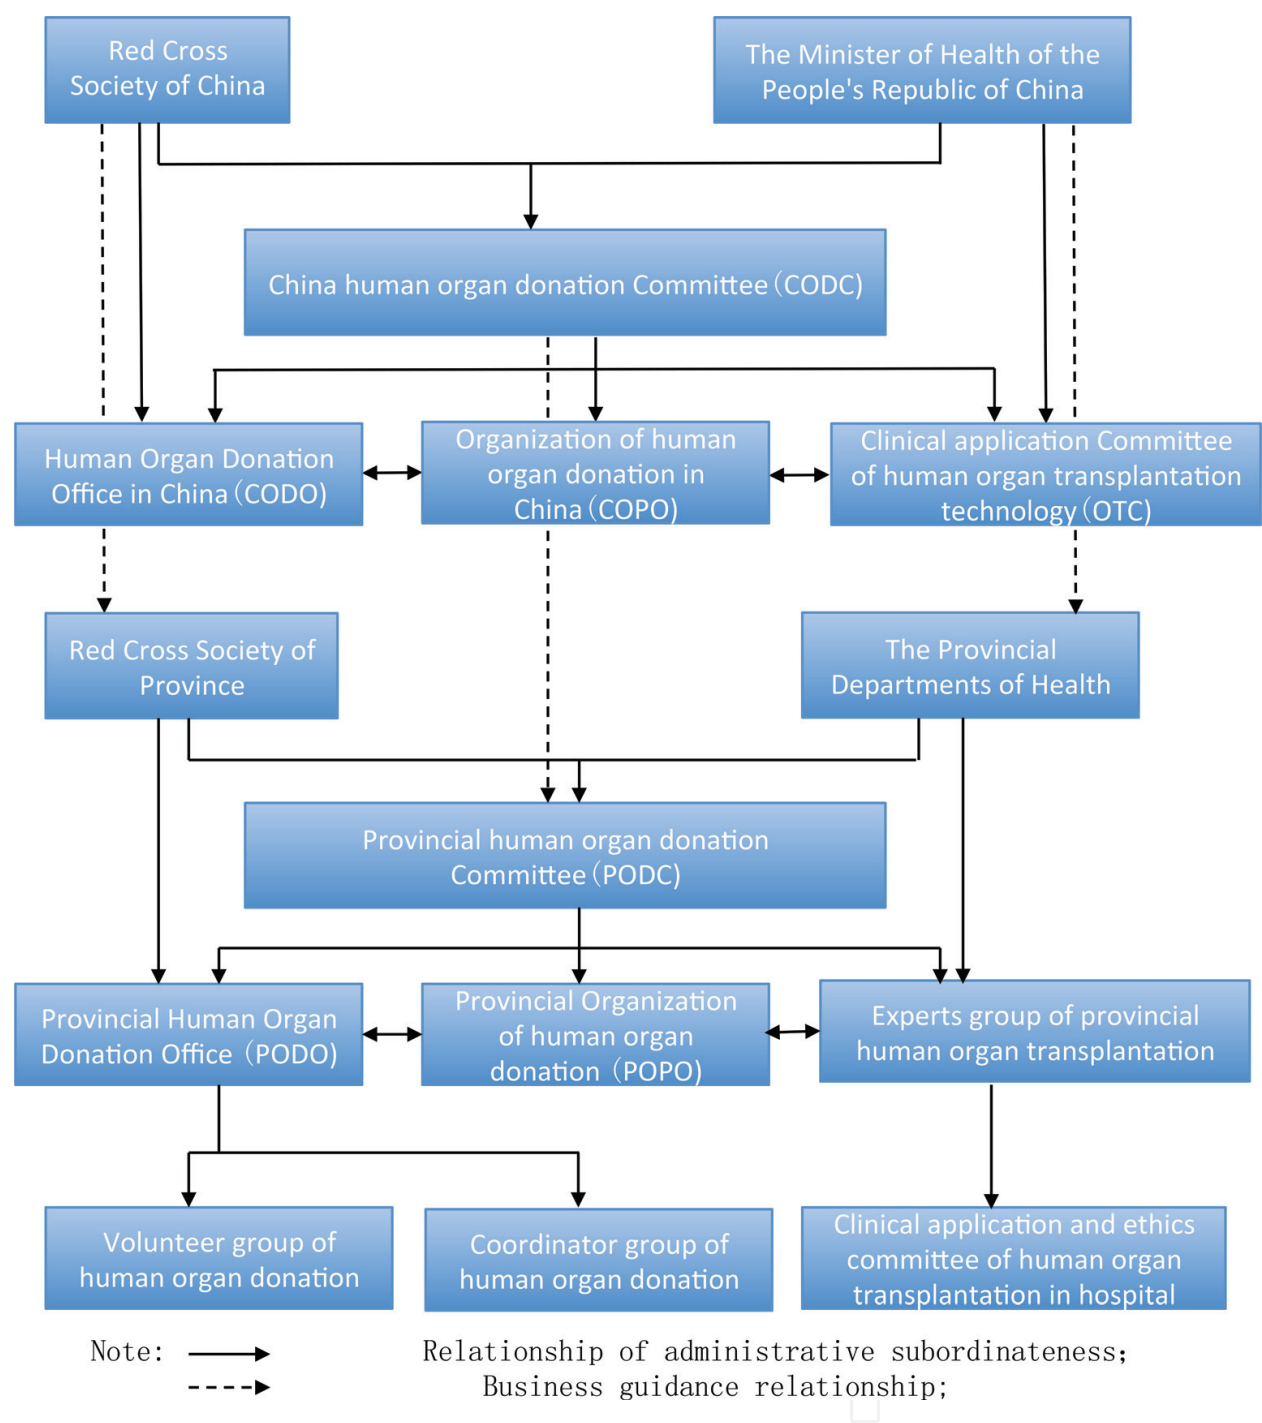 Red Cross
Society of China
The Minister of Health of the
People's Republic of China
China human organ donation Committee（CODC)
Human Organ Donation
Office in China（CODO)
Organization of human
organ donation in
China（COPO)
Clinical application Committee
of human organ transplantation
technology（OTC)
Red Cross Society of
Province
The Provincial
Departments of Health
Provincial human organ donation
Committee（PODC)
Provincial Human Organ
Donation Office（PODO)
Provincial Organization
of human organ
donation（POPO)
Experts group of provincial
human organ transplantation
Volunteer group of
human organ donation
Coordinator group of
human organ donation
Clinical application and ethics
committee of human organ
transplantation in hospital
Note: Relationship of administrative subordinateness；
Business guidance relationship;